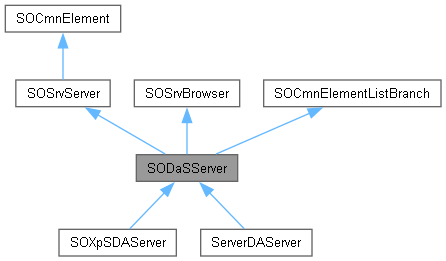 SOCmnElement
SOSrvServer
SOSrvBrowser
SOCmnElementListBranch
SODaSServer
SOXpSDAServer
ServerDAServer